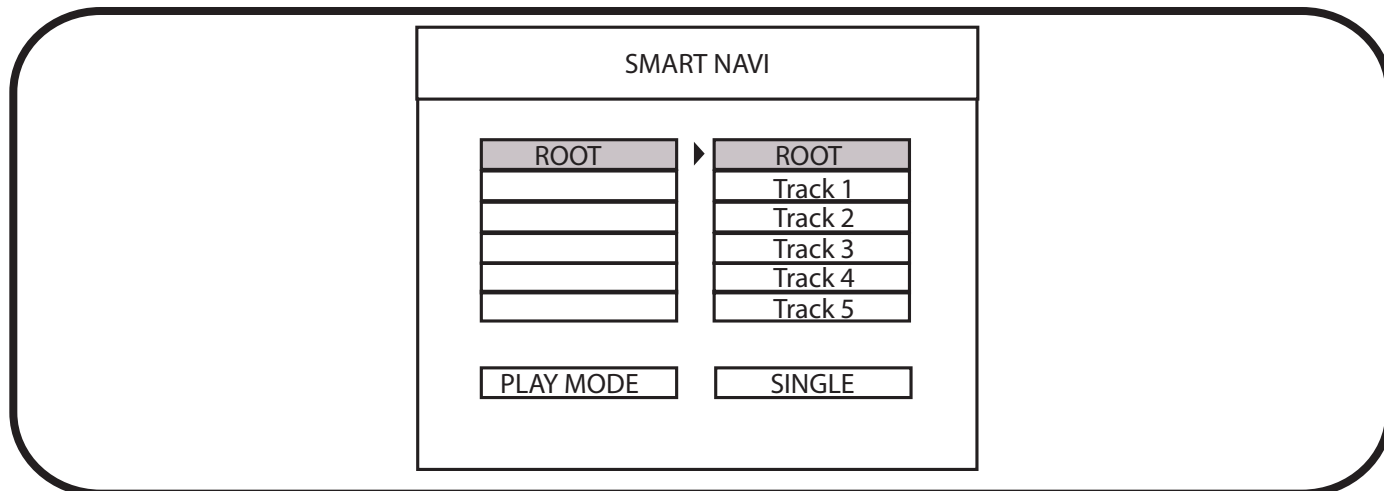 SMART NAVI
ROOT
ROOT
Track 1
Track 2
Track 3
Track 4
Track 5
PLAY MODE
SINGLE